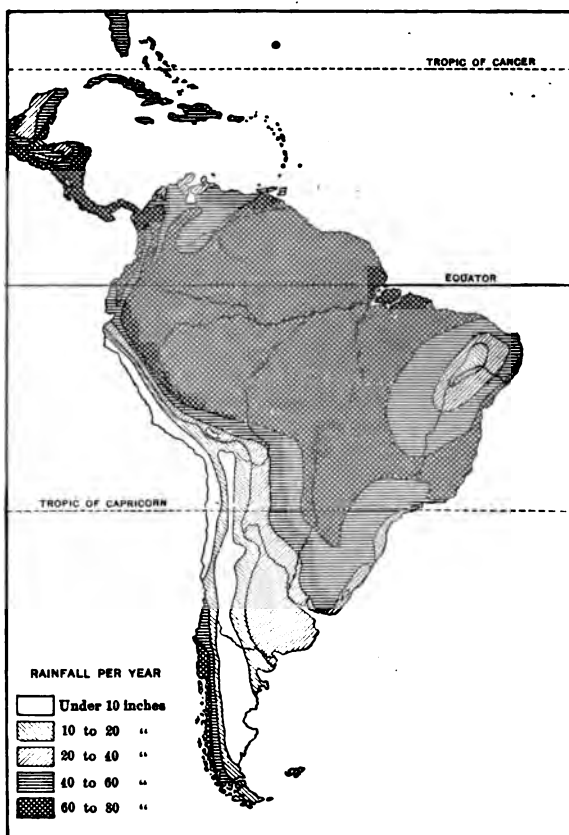 TROPIC OF CANCER
EQUATOR
TROPIC OF CAPRICORN
RAINFALL PER YEAR
Under 10 inches
10 to 20 "
20 to 40 "
40 to 60 "
60 to 80 "